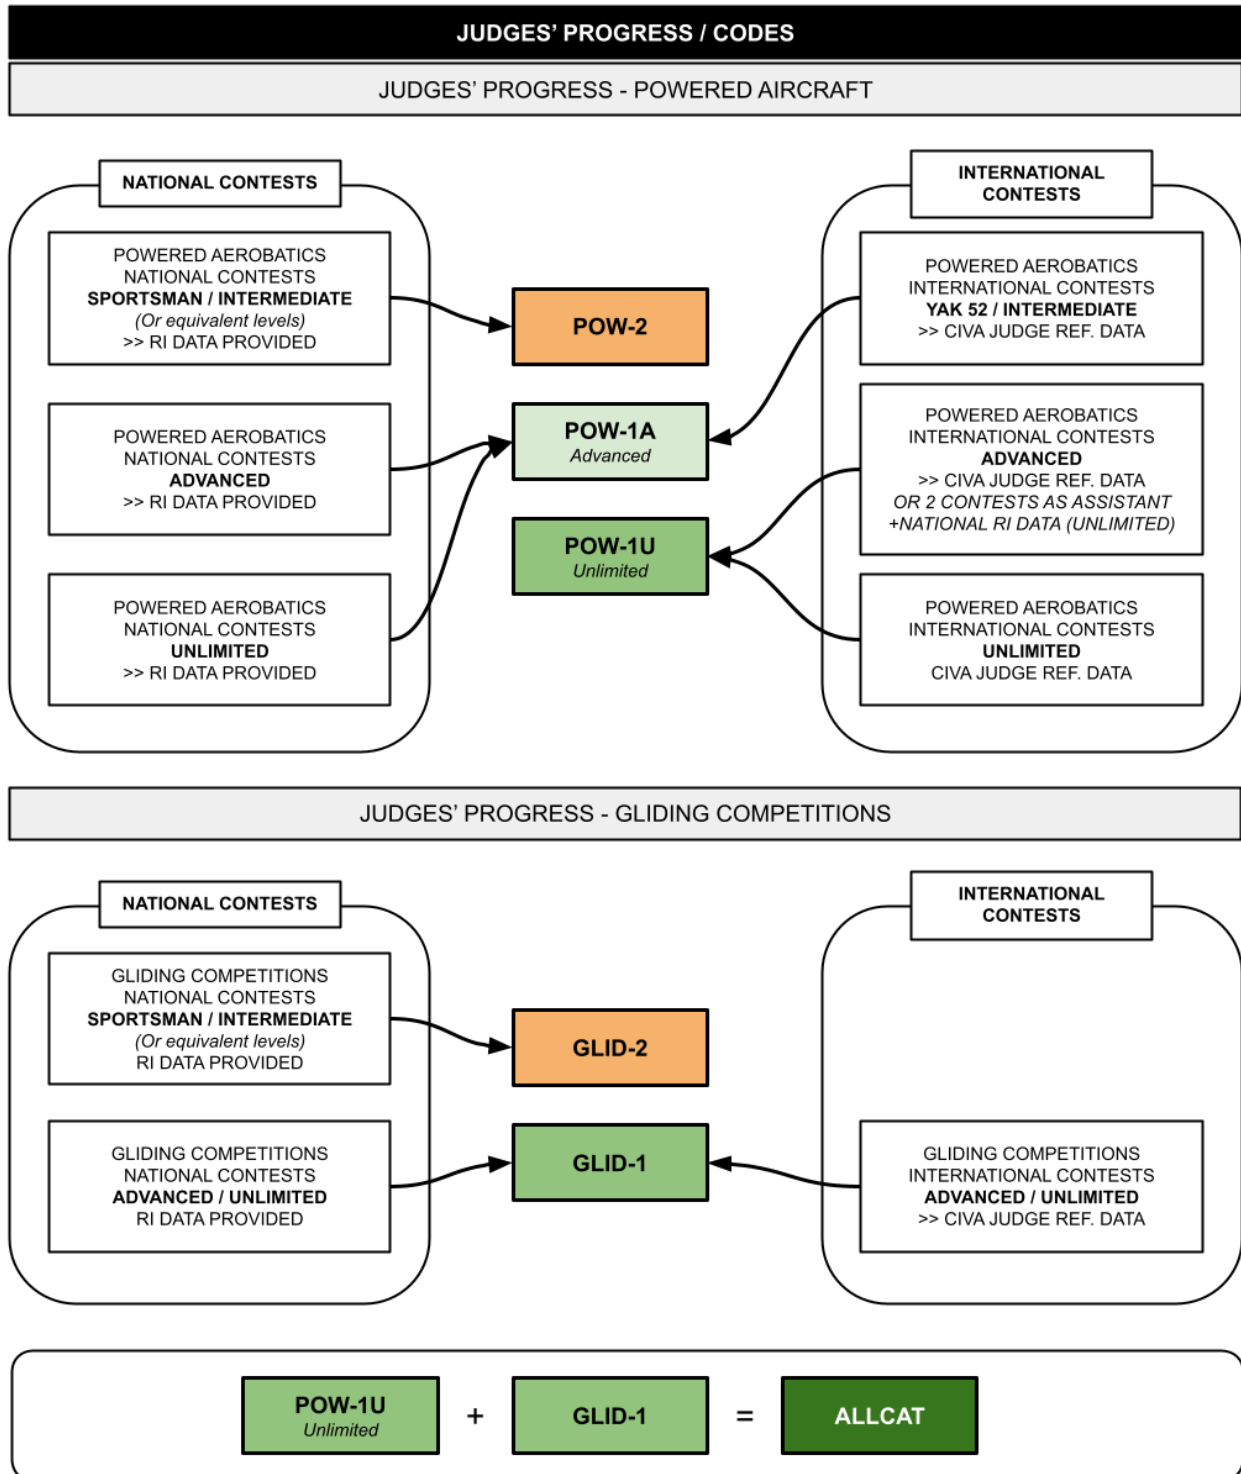 JUDGES' PROGRESS / CODES
JUDGES' PROGRESS - POWERED AIRCRAFT
NATIONAL CONTESTS
POWERED AEROBATICS
NATIONAL CONTESTS
SPORTSMAN / INTERMEDIATE
(Or equivalent levels)
>> RI DATA PROVIDED
POWERED AEROBATICS
NATIONAL CONTESTS
ADVANCED
>> RI DATA PROVIDED
POWERED AEROBATICS
NATIONAL CONTESTS
UNLIMITED
>> RI DATA PROVIDED
POW-2
POW-1A
Advanced
POW-1U
Unlimited
INTERNATIONAL
CONTESTS
POWERED AEROBATICS
INTERNATIONAL CONTESTS
YAK 52 / INTERMEDIATE
>> CIVA JUDGE REF. DATA
POWERED AEROBATICS
INTERNATIONAL CONTESTS
ADVANCED
>> CIVA JUDGE REF. DATA
OR 2 CONTESTS AS ASSISTANT
+NATIONAL RI DATA (UNLIMITED)
POWERED AEROBATICS
INTERNATIONAL CONTESTS
UNLIMITED
CIVA JUDGE REF. DATA
JUDGES' PROGRESS - GLIDING COMPETITIONS
NATIONAL CONTESTS
GLIDING COMPETITIONS
NATIONAL CONTESTS
SPORTSMAN / INTERMEDIATE
(Or equivalent levels)
RI DATA PROVIDED
GLIDING COMPETITIONS
NATIONAL CONTESTS
ADVANCED / UNLIMITED
RI DATA PROVIDED
GLID-2
GLID-1
INTERNATIONAL
CONTESTS
GLIDING COMPETITIONS
INTERNATIONAL CONTESTS
ADVANCED / UNLIMITED
>> CIVA JUDGE REF. DATA
POW-1U
Unlimited
+
GLID-1
=
ALLCAT